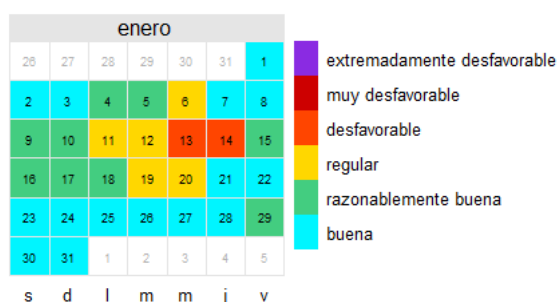 enero
26 27 28 29 30 31 1
2 3 4 5 6 7 8
9 10 11 12 13 14 15
16 17 18 19 20 21 22
23 24 25 26 27 28 29
30 31 1 2 3 4 5
s d l m m j v
extremadamente desfavorable
muy desfavorable
desfavorable
regular
razonablemente buena
buena